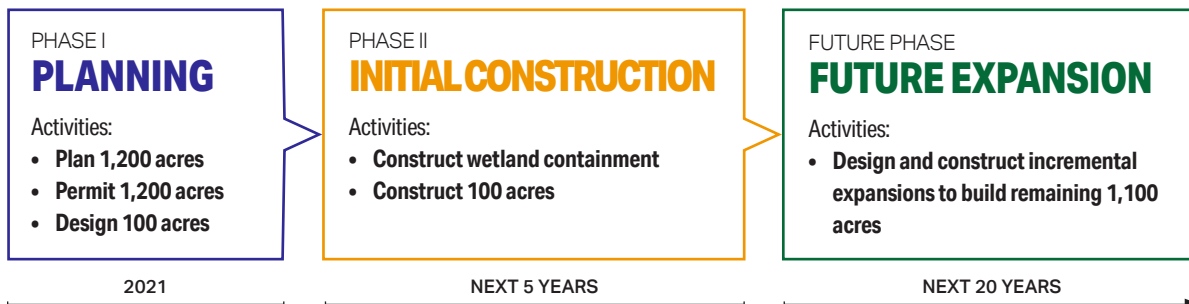 PHASE I
PLANNING
Activities:
• Plan 1,200 acres
• Permit 1,200 acres
• Design 100 acres
2021
PHASE II
INITIAL CONSTRUCTION
Activities:
• Construct wetland containment
• Construct 100 acres
NEXT 5 YEARS
FUTURE PHASE
FUTURE EXPANSION
Activities:
• Design and construct incremental
expansions to build remaining 1,100
acres
NEXT 20 YEARS